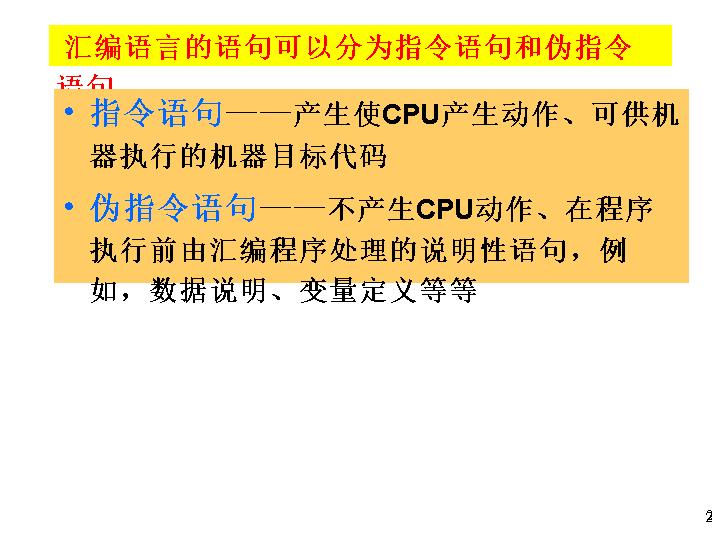 汇编语言的语句可以分为指令语句和伪指令
语句
• 指令语句——产生使CPU产生动作、可供机
器执行的机器目标代码
• 伪指令语句——不产生CPU动作、在程序
执行前由汇编程序处理的说明性语句，例
如，数据说明、变量定义等等
2